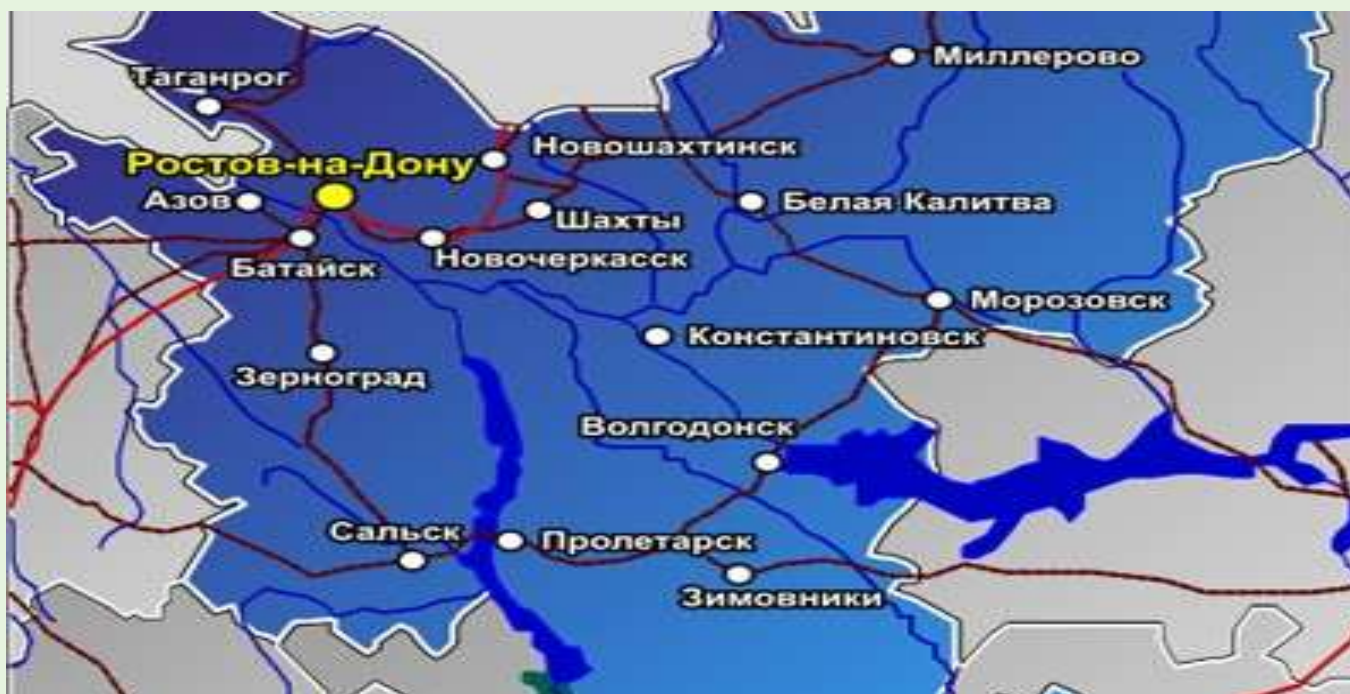 Миллерово
Таганрог
Новошахтинск
Ростов-на-Дону
Азов
Белая Калитва
Шахты
Батайск
Новочеркасск
Морозовск
Константиновск
Зерноград
Волгодонск
Сальск
Пролетарск
Зимовники